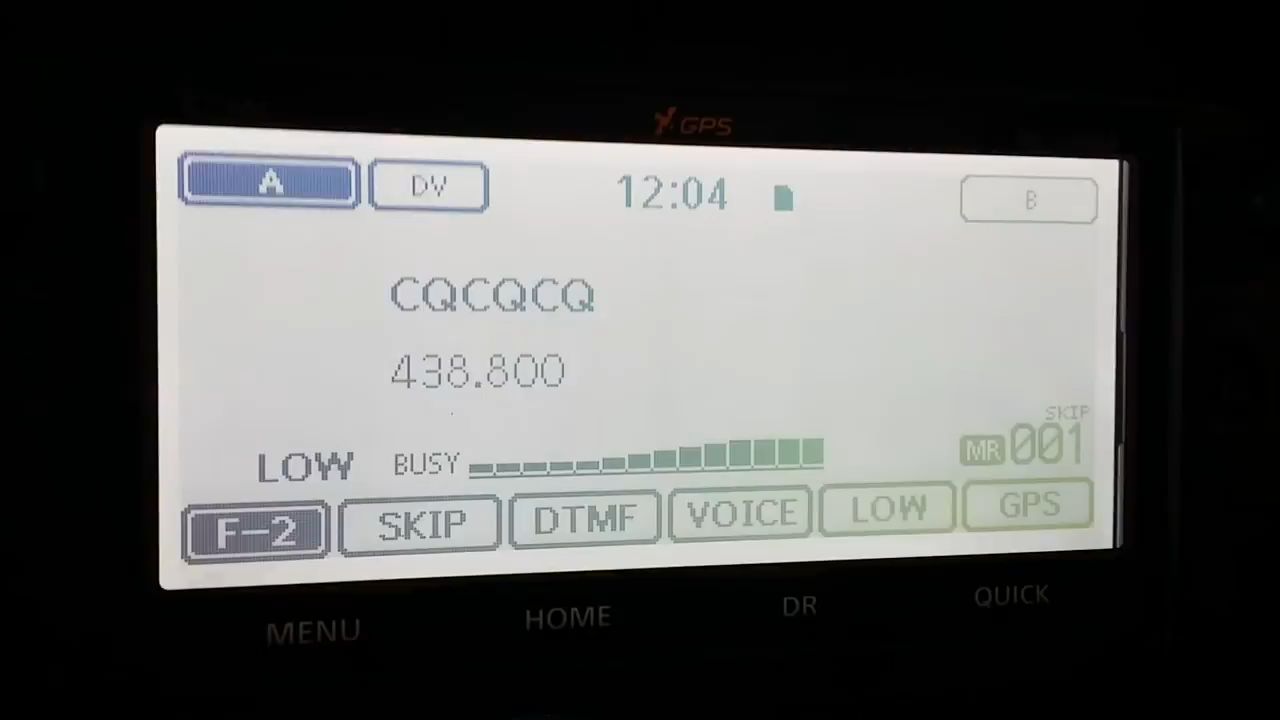 GPS
A DV 12:04 B
CQCQCQ
438.800
SKIP
LOW BUSY MR 001
F-2 SKIP DTMF VOICE LOW GPS
MENU HOME DR QUICK